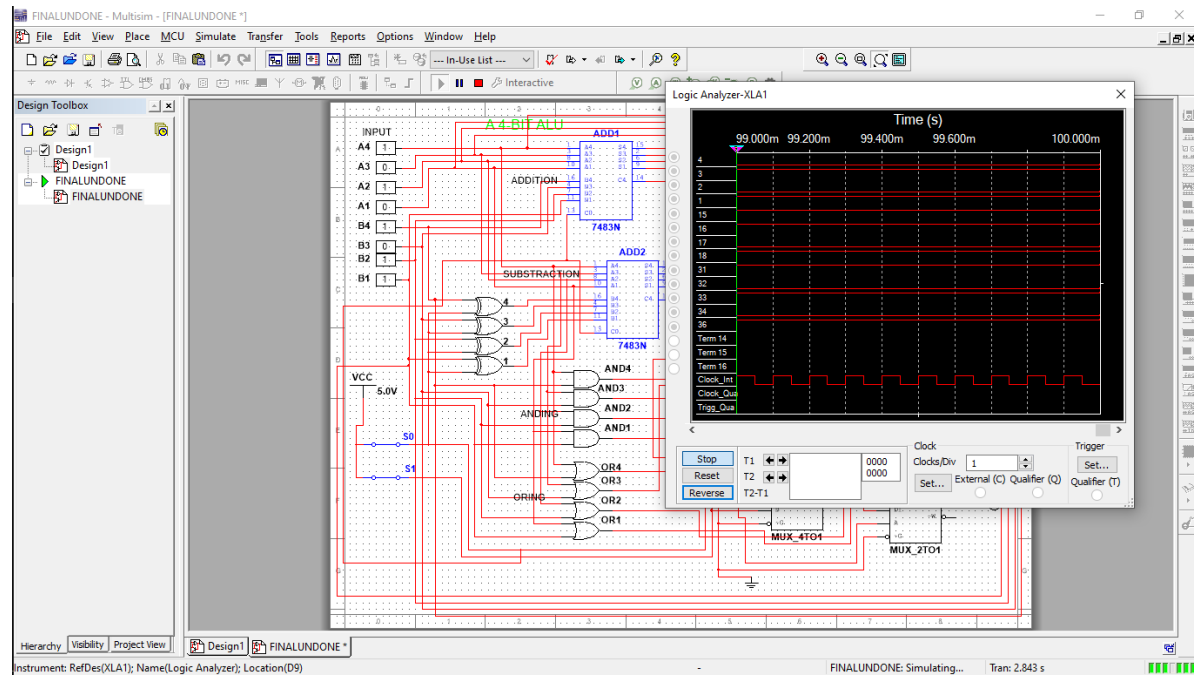 FINALUNDONE - Multisim - [FINALUNDONE *]
File Edit View Place MCU Simulate Transfer Tools Reports Options Window Help
--- In-Use List ---
Interactive
Design Toolbox
Design1
Design1
FINALUNDONE
FINALUNDONE
Hierarchy Visibility Project View
A 4-BIT ALU
INPUT
A4 1
A3 0
A2 1
A1 0
B4 1
B3 0
B2 1
B1 1
ADD1
ADDITION
7483N
ADD2
SUBSTRACTION
7483N
4
3
2
1
VCC
5.0V
S0
S1
AND4
AND3
AND2
ANDING
AND1
OR4
OR3
ORING
OR2
OR1
MUX_4TO1
MUX_2TO1
Logic Analyzer-XLA1
Time (s)
99.000m 99.200m 99.400m 99.600m 100.000m
4
3
2
1
15
16
17
18
31
32
33
34
36
Term 14
Term 15
Term 16
Clock_Int
Clock_Qua
Trigg_Qua
Stop
Reset
Reverse
T1
T2
T2-T1
0000
0000
Clock
Clocks/Div 1
Set...
External (C) Qualifier (Q)
Trigger
Set...
Qualifier (T)
Design1 FINALUNDONE *
Instrument: RefDes(XLA1); Name(Logic Analyzer); Location(D9) - FINALUNDONE: Simulating... Tran: 2.843 s